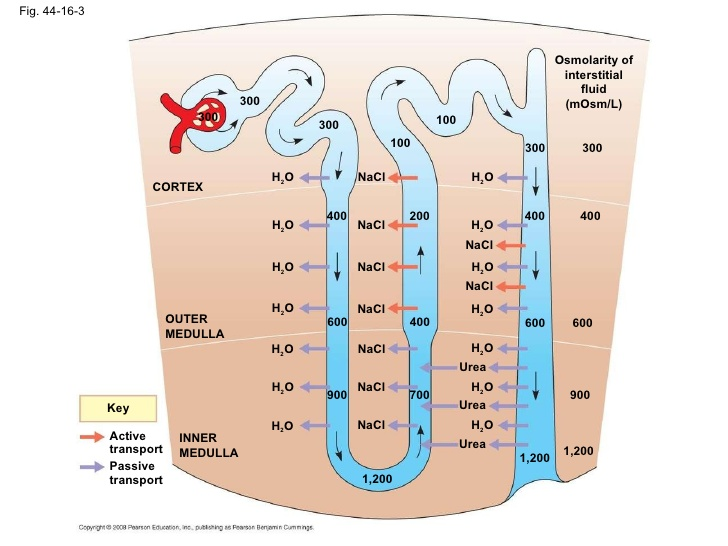 Fig. 44-16-3
Osmolarity of
interstitial
fluid
(mOsm/L)
300
300
300
100
100
300
300
H₂O
NaCl
H₂O
CORTEX
400
200
400
400
H₂O
NaCl
H₂O
NaCl
H₂O
NaCl
H₂O
NaCl
H₂O
NaCl
H₂O
OUTER
MEDULLA
600
400
600
600
H₂O
NaCl
H₂O
Urea
H₂O
NaCl
H₂O
900
700
900
Urea
H₂O
NaCl
H₂O
Urea
INNER
MEDULLA
1,200
1,200
1,200
Key
Active
transport
Passive
transport
Copyright © 2008 Pearson Education, Inc., publishing as Pearson Benjamin Cummings.